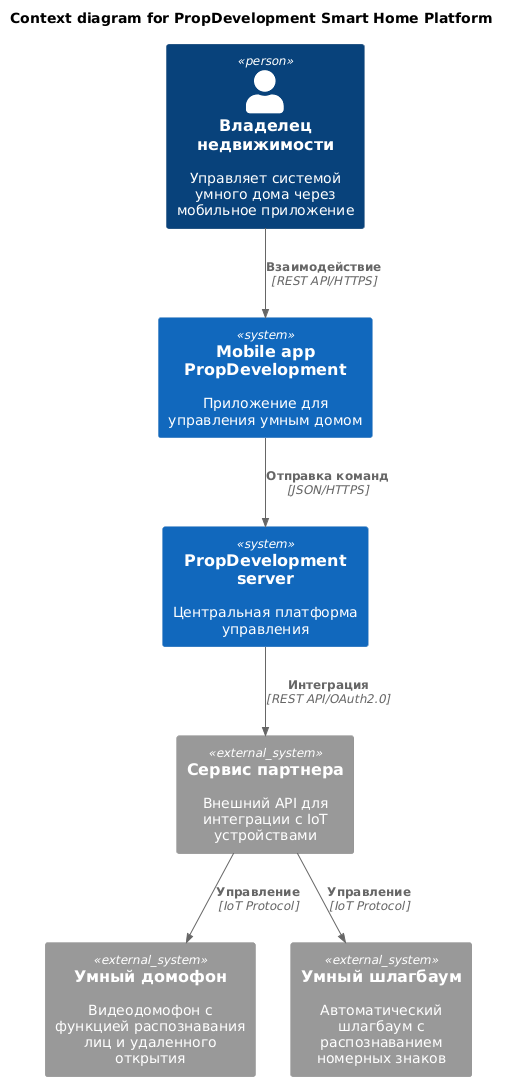 Context diagram for PropDevelopment Smart Home Platform
«person»
Владелец
недвижимости
Управляет системой
умного дома через
мобильное приложение
Взаимодействие
[REST API/HTTPS]
«system»
Mobile app
PropDevelopment
Приложение для
управления умным домом
Отправка команд
[JSON/HTTPS]
«system»
PropDevelopment
server
Центральная платформа
управления
Интеграция
[REST API/OAuth2.0]
«external_system»
Сервис партнера
Внешний API для
интеграции с IoT
устройствами
Управление
[IoT Protocol]
Управление
[IoT Protocol]
«external_system»
Умный домофон
Видеодомофон с
функцией распознавания
лиц и удаленного
открытия
«external_system»
Умный шлагбаум
Автоматический
шлагбаум с
распознаванием
номерных знаков